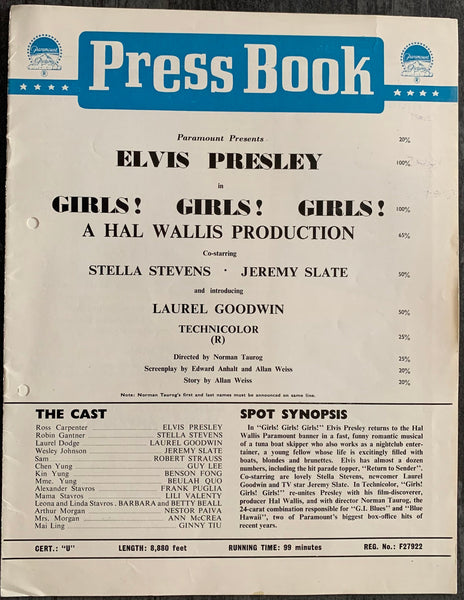 Paramount
Press Book
Paramount
Paramount Presents 20%
ELVIS PRESLEY 100%
in
GIRLS! GIRLS! GIRLS! 100%
A HAL WALLIS PRODUCTION 65%
Co-starring
STELLA STEVENS · JEREMY SLATE 50%
and introducing
LAUREL GOODWIN 50%
TECHNICOLOR
(R) 25%
Directed by Norman Taurog 25%
Screenplay by Edward Anhalt and Allan Weiss 20%
Story by Allan Weiss 20%
Note: Norman Taurog's first and last names must be announced on same line.
THE CAST
Ross Carpenter ELVIS PRESLEY
Robin Gantner STELLA STEVENS
Laurel Dodge LAUREL GOODWIN
Wesley Johnson JEREMY SLATE
Sam ROBERT STRAUSS
Chen Yung GUY LEE
Kin Yung BENSON FONG
Mme. Yung BEULAH QUO
Alexander Stavros FRANK PUGLIA
Mama Stavros LILI VALENTY
Leona and Linda Stavros . BARBARA and BETTY BEALL
Arthur Morgan NESTOR PAIVA
Mrs. Morgan ANN McCREA
Mai Ling GINNY TIU
SPOT SYNOPSIS
In "Girls! Girls! Girls!" Elvis Presley returns to the Hal
Wallis Paramount banner in a fast, funny romantic musical
of a tuna boat skipper who also works as a nightclub enter-
tainer, a young fellow whose life is excitingly filled with
boats, blondes and brunettes. Elvis has almost a dozen
numbers, including the hit parade topper, "Return to Sender".
Co-starring are lovely Stella Stevens, newcomer Laurel
Goodwin and TV star Jeremy Slate. In Technicolor, "Girls!
Girls! Girls!" re-unites Presley with his film-discoverer,
producer Hal Wallis, and with director Norman Taurog, the
24-carat combination responsible for "G.I. Blues" and "Blue
Hawaii", two of Paramount's biggest box-office hits of
recent years.
CERT.: "U" LENGTH: 8,880 feet RUNNING TIME: 99 minutes REG. No.: F27922